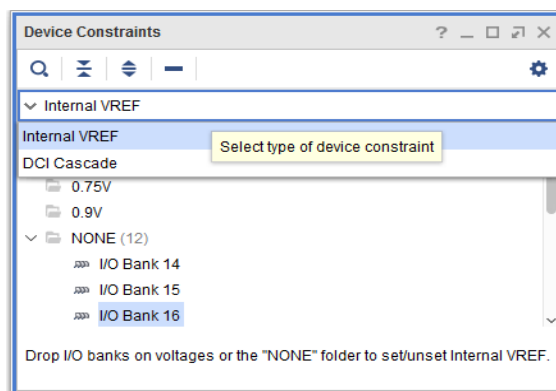 Device Constraints
Internal VREF
Internal VREF
Select type of device constraint
DCI Cascade
0.75V
0.9V
NONE (12)
I/O Bank 14
I/O Bank 15
I/O Bank 16
Drop I/O banks on voltages or the "NONE" folder to set/unset Internal VREF.